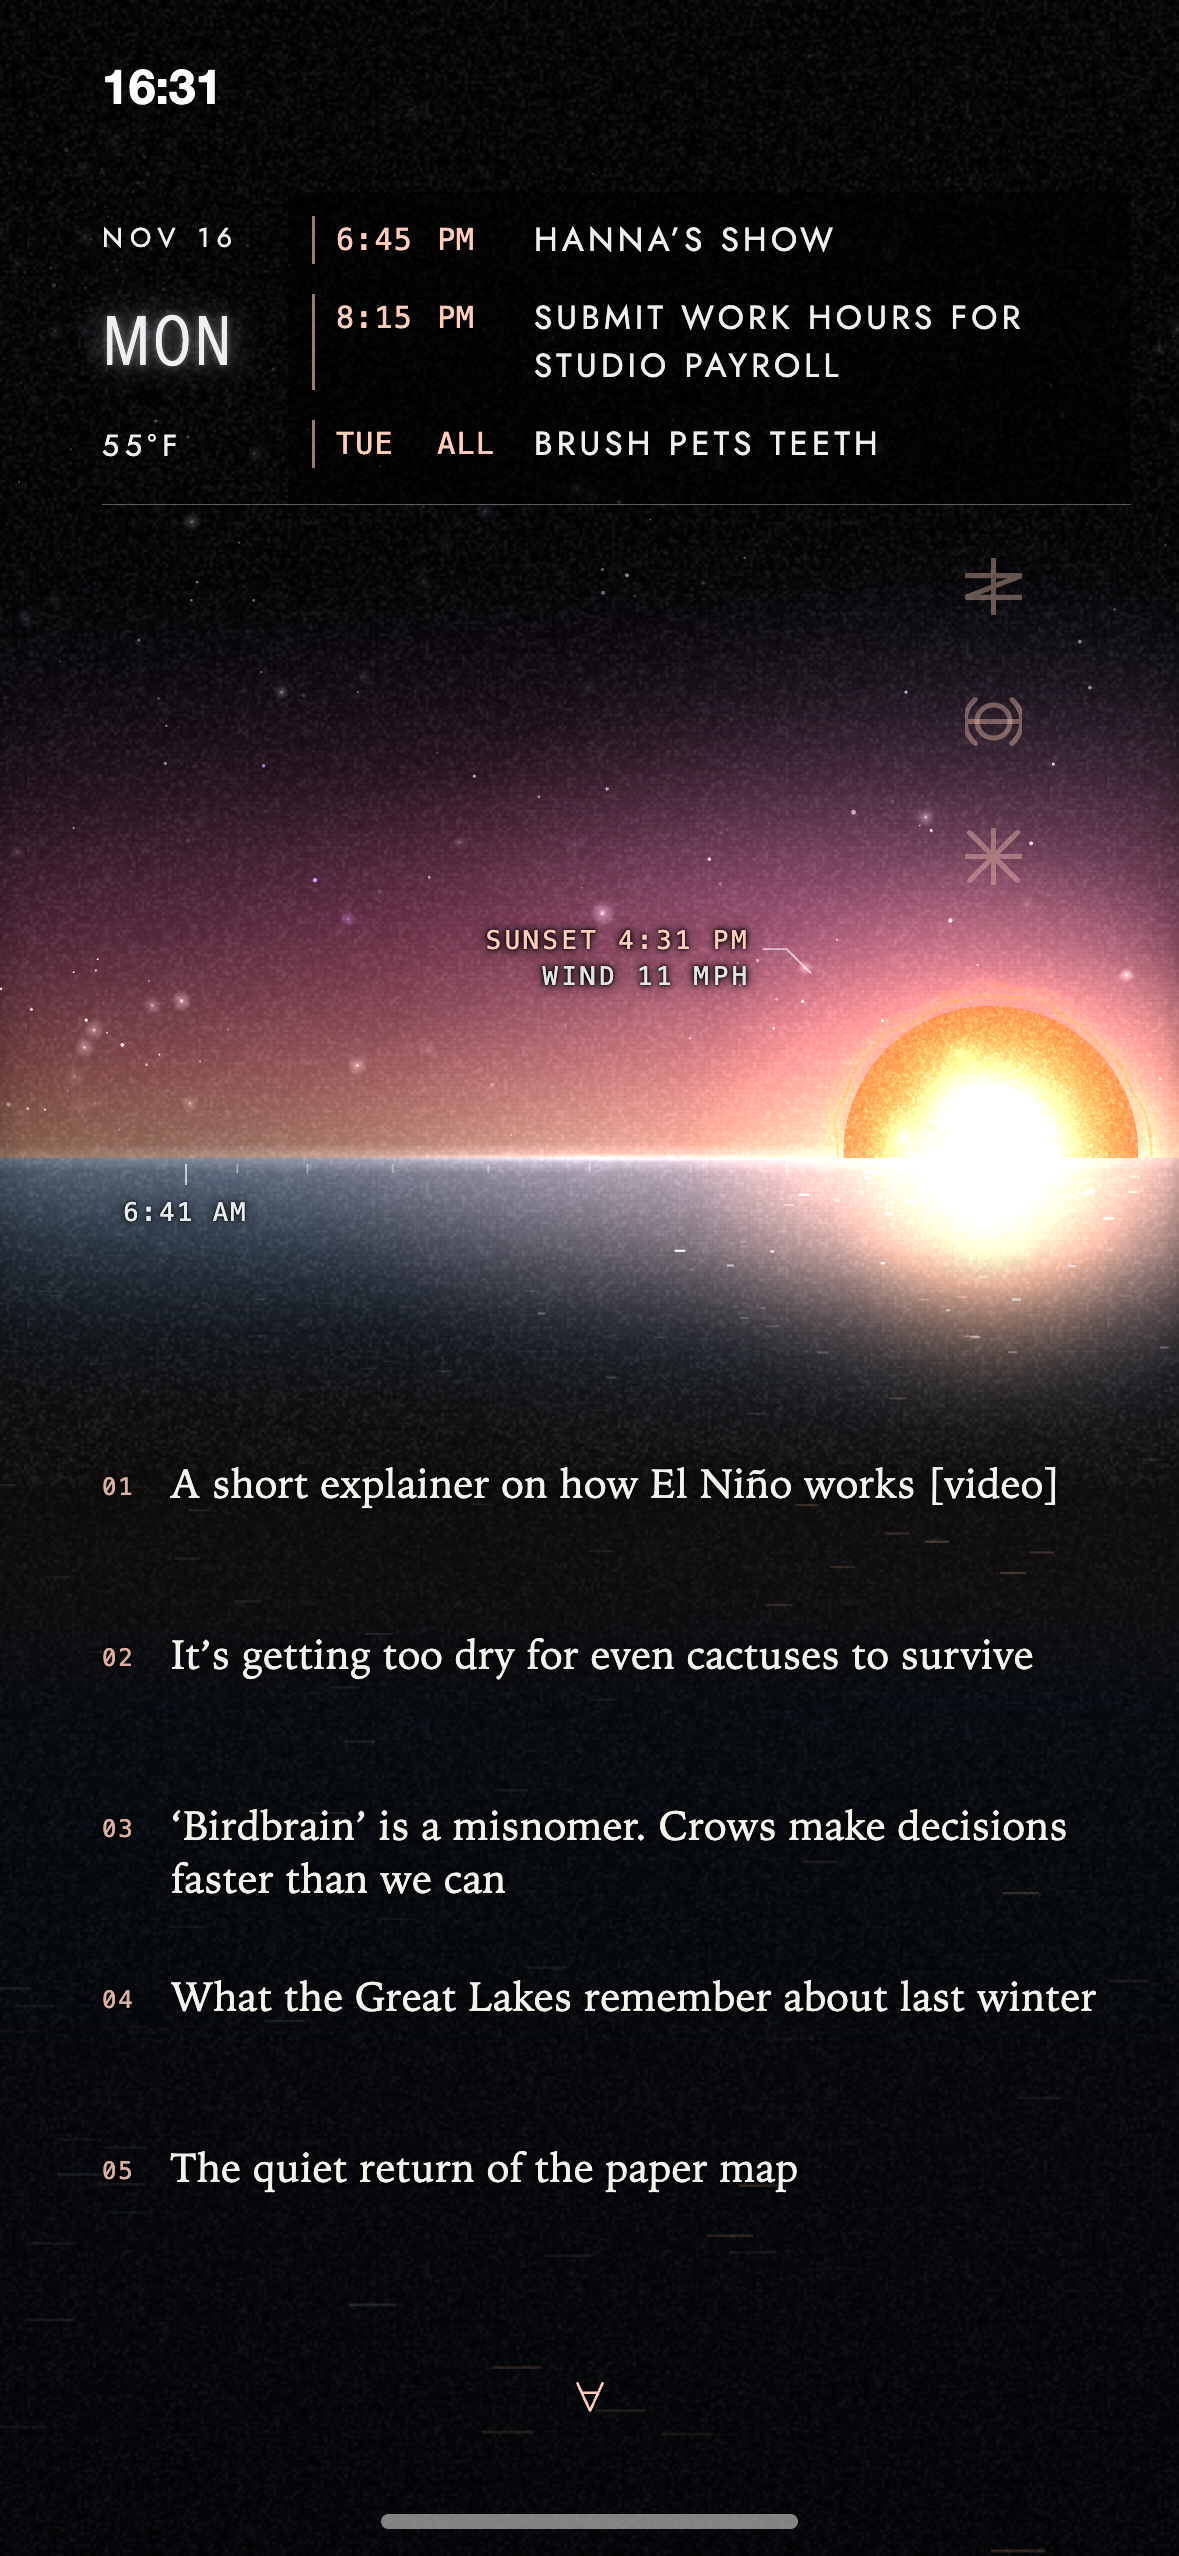 16:31
NOV 16
MON
55°F
6:45 PM HANNA’S SHOW
8:15 PM SUBMIT WORK HOURS FOR
STUDIO PAYROLL
TUE ALL BRUSH PETS TEETH
SUNSET 4:31 PM
WIND 11 MPH
6:41 AM
01 A short explainer on how El Niño works [video]
02 It’s getting too dry for even cactuses to survive
03 ‘Birdbrain’ is a misnomer. Crows make decisions
faster than we can
04 What the Great Lakes remember about last winter
05 The quiet return of the paper map